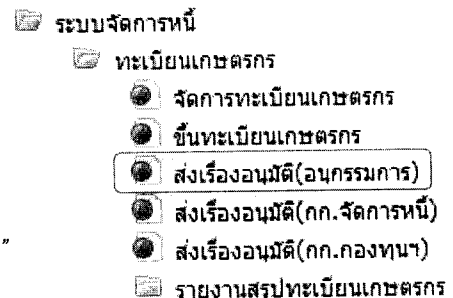 ระบบจัดการหนี้
ทะเบียนเกษตรกร
จัดการทะเบียนเกษตรกร
ขึ้นทะเบียนเกษตรกร
ส่งเรื่องอนุมัติ(อนุกรรมการ)
ส่งเรื่องอนุมัติ(กก.จัดการหนี้)
ส่งเรื่องอนุมัติ(กก.กองทุนฯ)
”
รายงานสรุปทะเบียนเกษตรกร